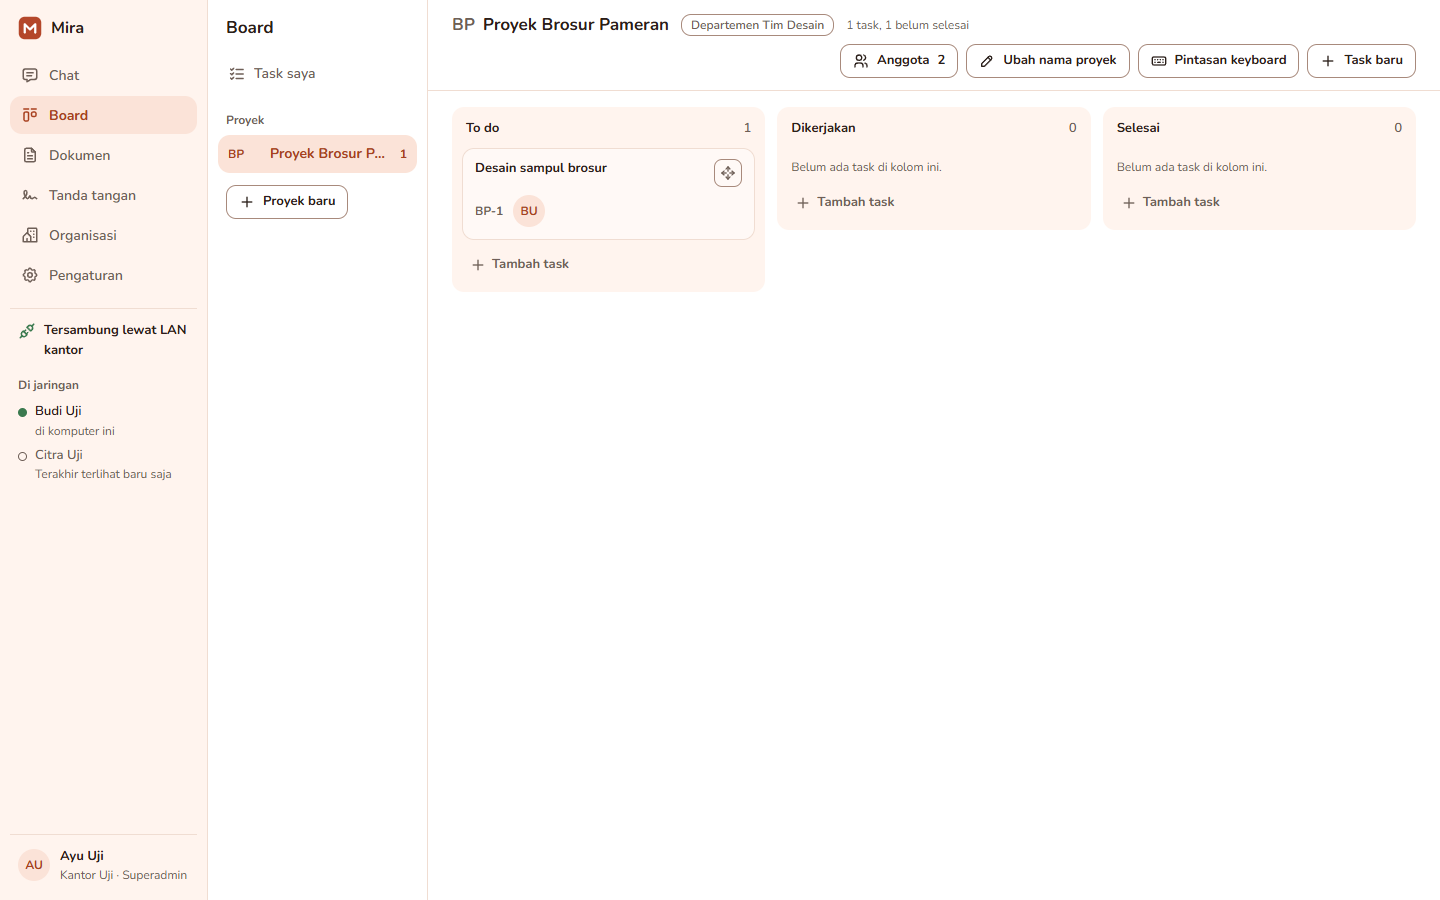 Mira
Chat
Board
Dokumen
Tanda tangan
Organisasi
Pengaturan
Tersambung lewat LAN
kantor
Di jaringan
Budi Uji
di komputer ini
Citra Uji
Terakhir terlihat baru saja
AU
Ayu Uji
Kantor Uji · Superadmin
Board
Task saya
Proyek
BP Proyek Brosur P... 1
Proyek baru
BP Proyek Brosur Pameran Departemen Tim Desain 1 task, 1 belum selesai
Anggota 2 Ubah nama proyek Pintasan keyboard Task baru
To do 1
Desain sampul brosur
BP-1 BU
Tambah task
Dikerjakan 0
Belum ada task di kolom ini.
Tambah task
Selesai 0
Belum ada task di kolom ini.
Tambah task